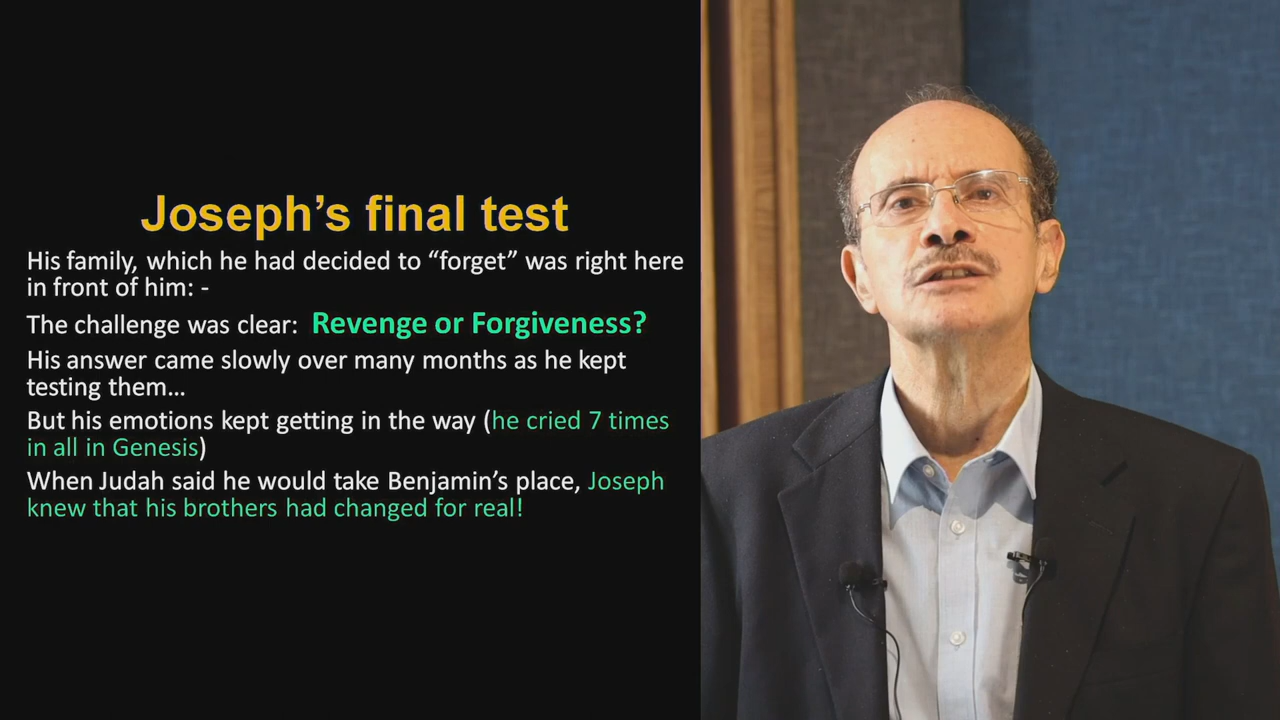 Joseph’s final test
His family, which he had decided to “forget” was right here
in front of him: -
The challenge was clear: Revenge or Forgiveness?
His answer came slowly over many months as he kept
testing them…
But his emotions kept getting in the way (he cried 7 times
in all in Genesis)
When Judah said he would take Benjamin’s place, Joseph
knew that his brothers had changed for real!